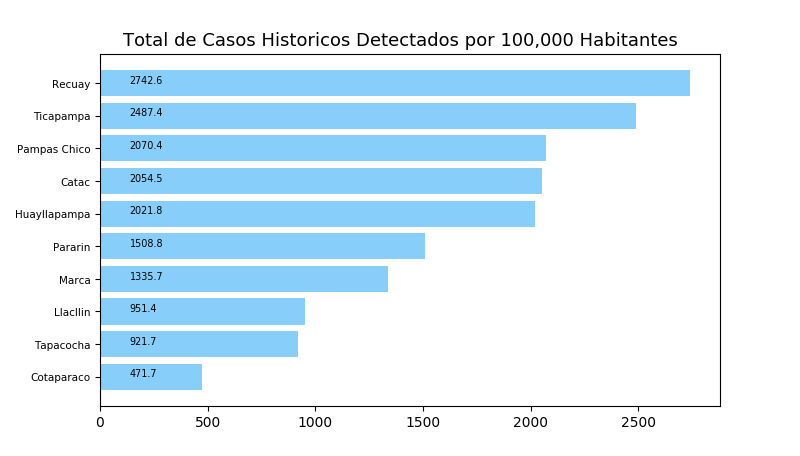 Total de Casos Historicos Detectados por 100,000 Habitantes
Recuay 2742.6
Ticapampa 2487.4
Pampas Chico 2070.4
Catac 2054.5
Huayllapampa 2021.8
Pararin 1508.8
Marca 1335.7
Llacllin 951.4
Tapacocha 921.7
Cotaparaco 471.7
0 500 1000 1500 2000 2500